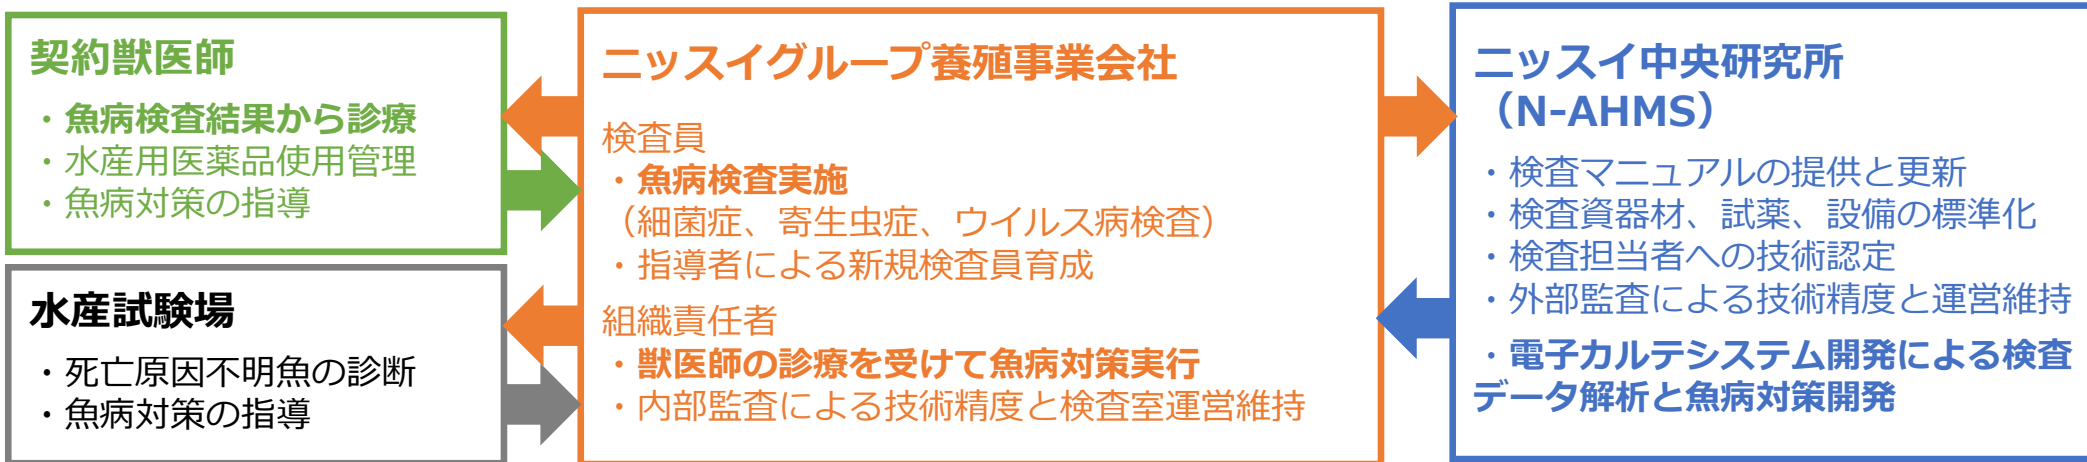 契約獣医師
・魚病検査結果から診療
・水産用医薬品使用管理
・魚病対策の指導
水産試験場
・死亡原因不明魚の診断
・魚病対策の指導
ニッスイグループ養殖事業会社
検査員
・魚病検査実施
（細菌症、寄生虫症、ウイルス病検査）
・指導者による新規検査員育成
組織責任者
・獣医師の診療を受けて魚病対策実行
・内部監査による技術精度と検査室運営維持
ニッスイ中央研究所
（N-AHMS）
・検査マニュアルの提供と更新
・検査資器材、試薬、設備の標準化
・検査担当者への技術認定
・外部監査による技術精度と運営維持
・電子カルテシステム開発による検査
データ解析と魚病対策開発